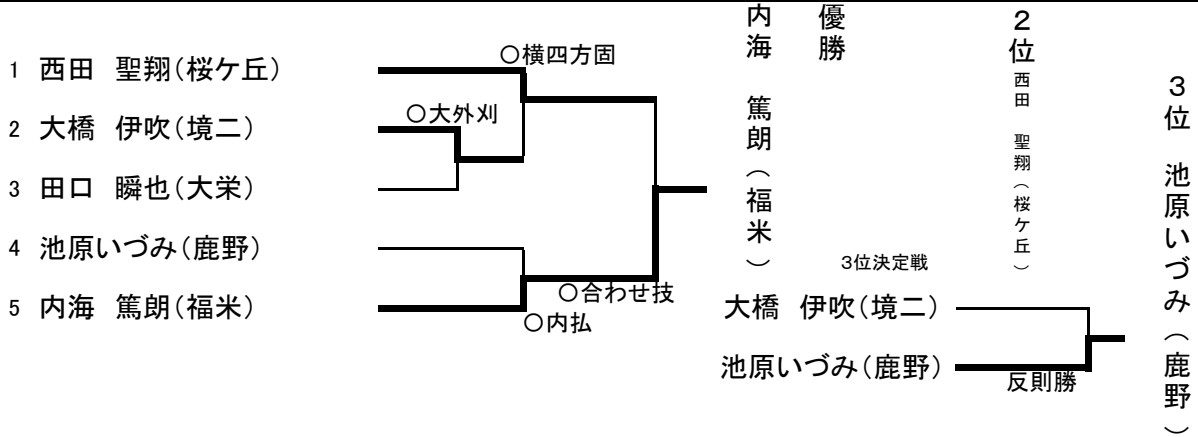 1 西田 聖翔(桜ケ丘)
2 大橋 伊吹(境二)
3 田口 瞬也(大栄)
4 池原いづみ(鹿野)
5 内海 篤朗(福米)
〇横四方固
〇大外刈
〇合わせ技
〇内払
優勝
内海 篤朗(福米)
2位
西田 聖翔(桜ケ丘)
3位 池原いづみ(鹿野)
3位決定戦
大橋 伊吹(境二)
池原いづみ(鹿野)
反則勝